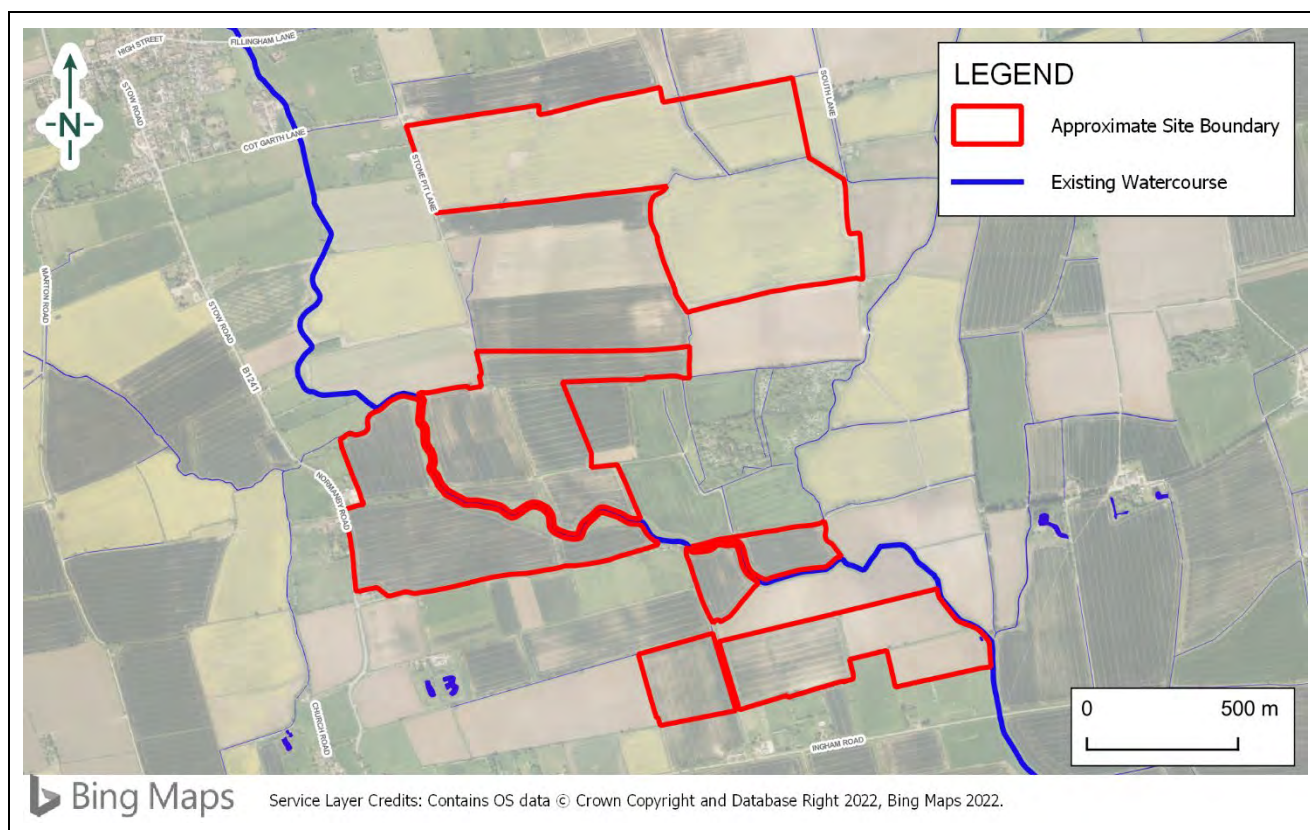 HIGH STREET
FILLINGHAM LANE
STOW ROAD
COT GARTH LANE
SOUTH LANE
STONE PIT LANE
MARTON ROAD
STOW ROAD
B1241
NORMANBY ROAD
CHURCH ROAD
INGHAM ROAD
N
LEGEND
Approximate Site Boundary
Existing Watercourse
0 500 m
Bing Maps
Service Layer Credits: Contains OS data © Crown Copyright and Database Right 2022, Bing Maps 2022.